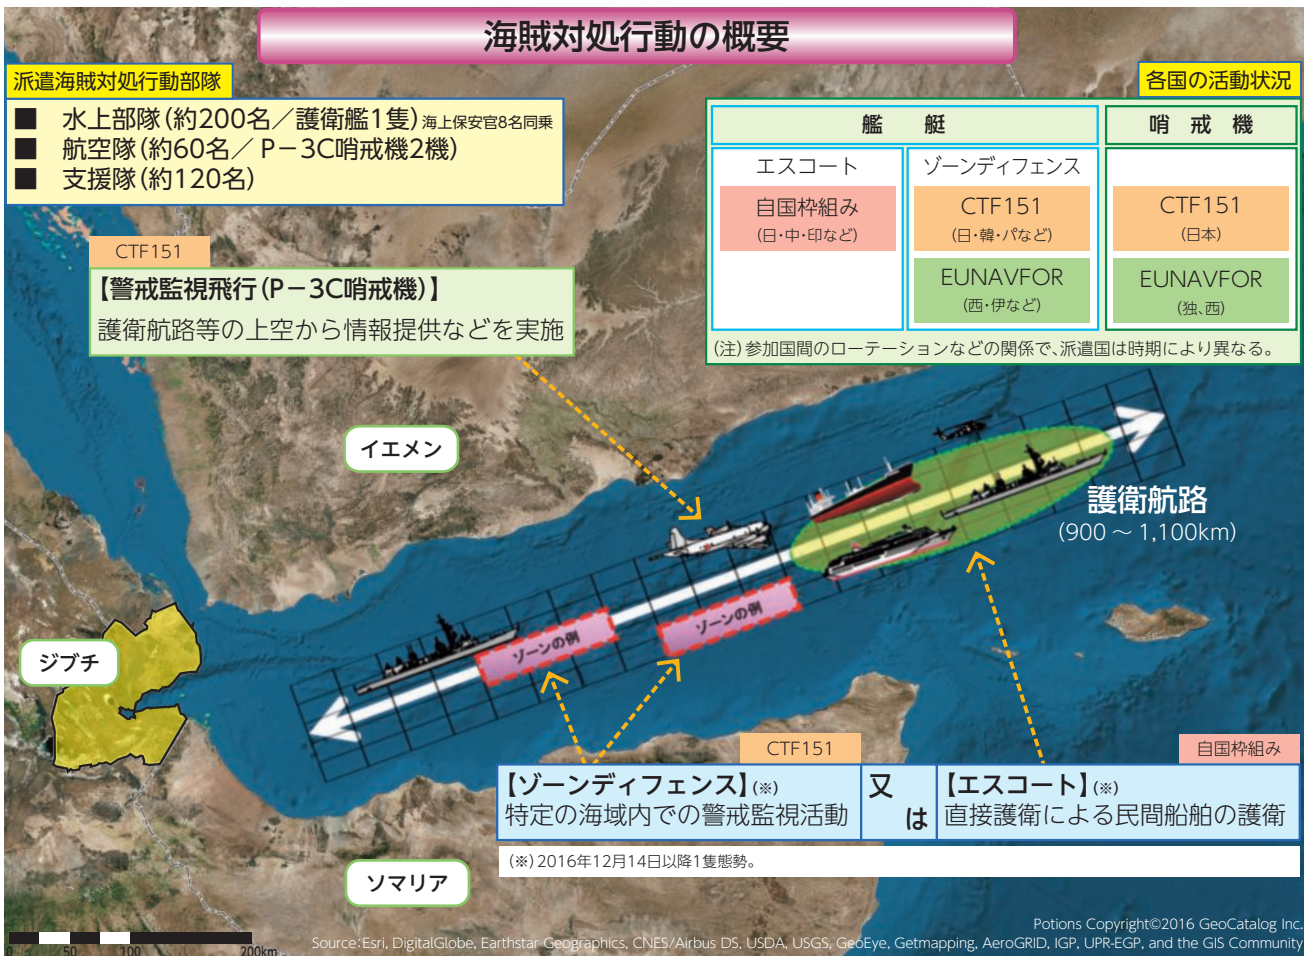 海賊対処行動の概要
派遣海賊対処行動部隊
■ 水上部隊(約200名／護衛艦1隻)海上保安官8名同乗
■ 航空隊(約60名／P－3C哨戒機2機)
■ 支援隊(約120名)
各国の活動状況
艦 艇
哨 戒 機
エスコート
ゾーンディフェンス
自国枠組み
(日・中・印など)
CTF151
(日・韓・パなど)
CTF151
(日本)
EUNAVFOR
(西・伊など)
EUNAVFOR
(独、西)
(注)参加国間のローテーションなどの関係で、派遣国は時期により異なる。
CTF151
【警戒監視飛行(P－3C哨戒機)】
護衛航路等の上空から情報提供などを実施
イエメン
護衛航路
(900 ～ 1,100km)
ゾーンの例
ゾーンの例
ジブチ
CTF151
自国枠組み
【ゾーンディフェンス】(※)
特定の海域内での警戒監視活動
又
は
【エスコート】(※)
直接護衛による民間船舶の護衛
(※)2016年12月14日以降1隻態勢。
ソマリア
0 50 100 200km
Potions Copyright©2016 GeoCatalog Inc.
Source:Esri, DigitalGlobe, Earthstar Geographics, CNES/Airbus DS, USDA, USGS, GeoEye, Getmapping, AeroGRID, IGP, UPR-EGP, and the GIS Community